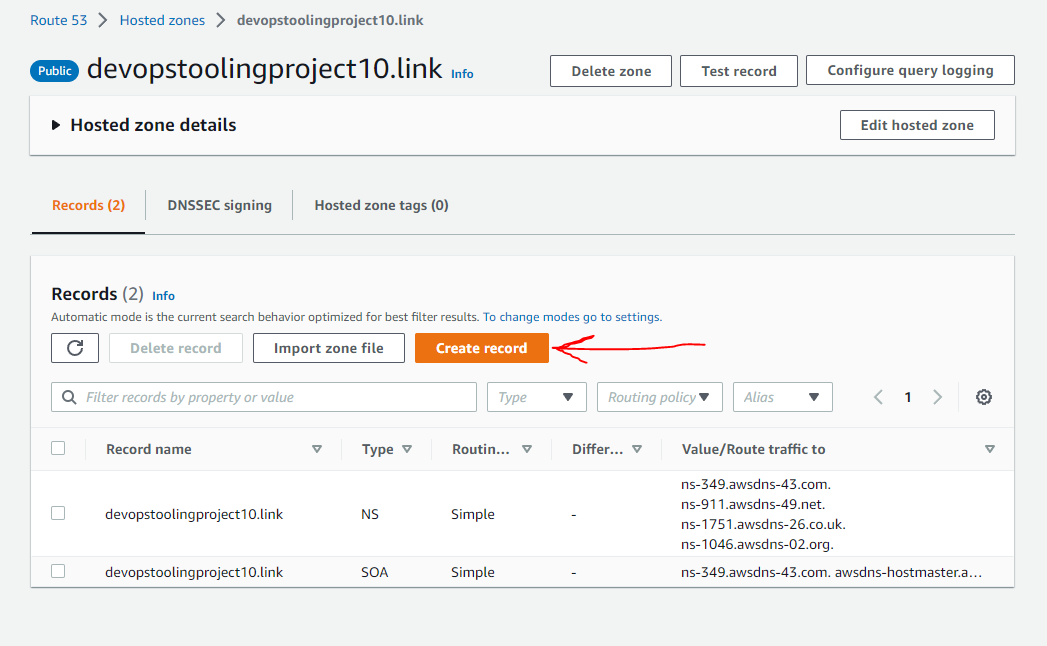 Route 53 > Hosted zones > devopstoolingproject10.link
Public devopstoolingproject10.link Info
Delete zone Test record Configure query logging
Hosted zone details
Edit hosted zone
Records (2) DNSSEC signing Hosted zone tags (0)
Records (2) Info
Automatic mode is the current search behavior optimized for best filter results. To change modes go to settings.
Delete record Import zone file Create record
Filter records by property or value Type Routing policy Alias 1
Record name Type Routin... Differ... Value/Route traffic to
devopstoolingproject10.link NS Simple -
ns-349.awsdns-43.com.
ns-911.awsdns-49.net.
ns-1751.awsdns-26.co.uk.
ns-1046.awsdns-02.org.
devopstoolingproject10.link SOA Simple - ns-349.awsdns-43.com. awsdns-hostmaster.a...